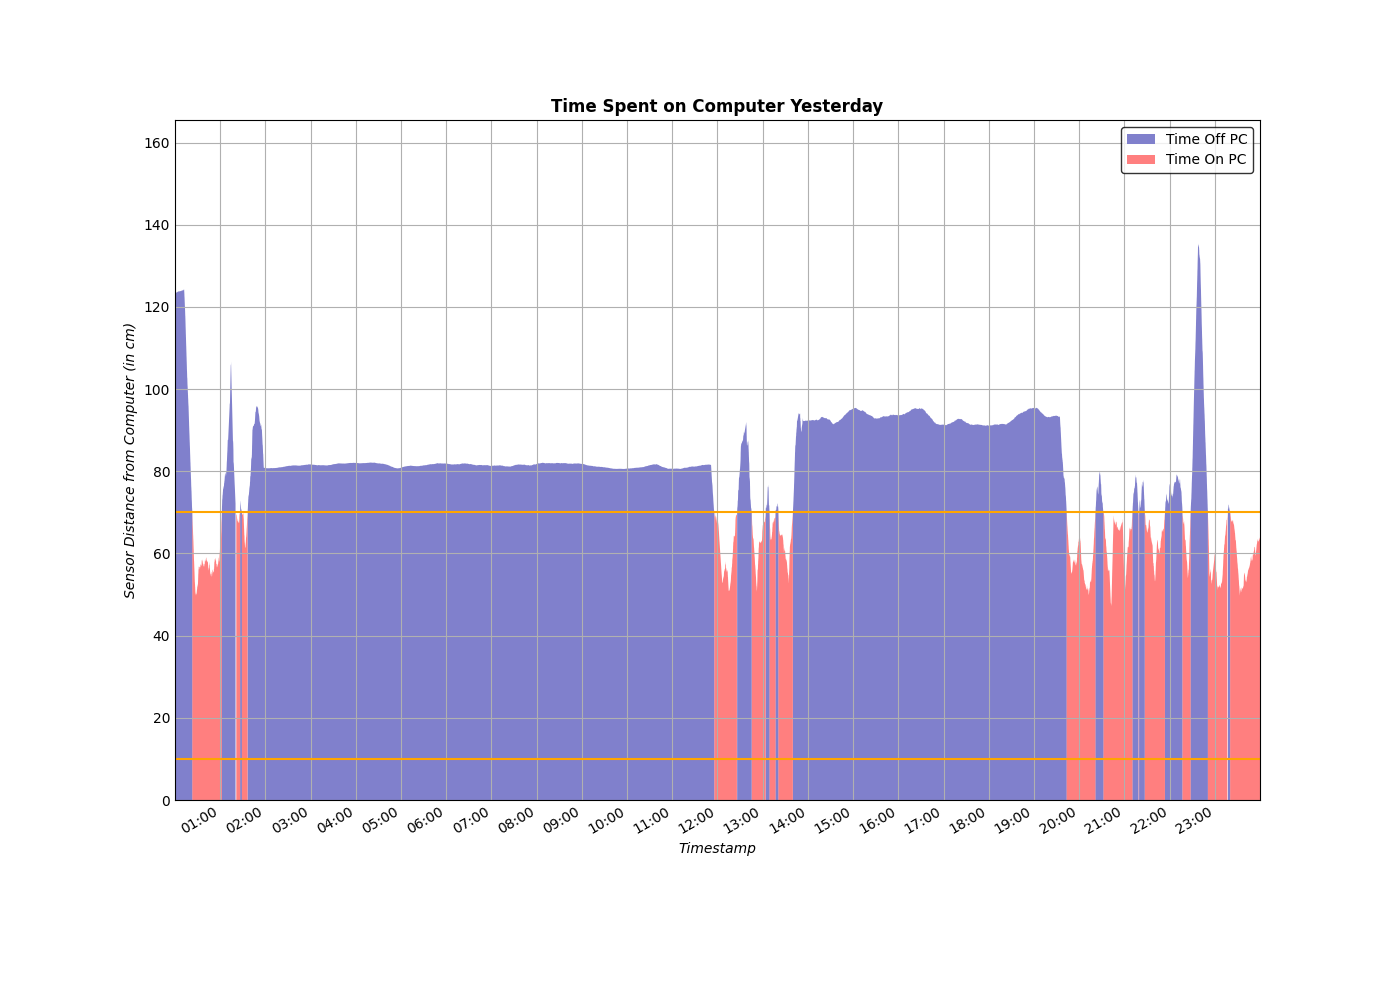 Time Spent on Computer Yesterday
Time Off PC
Time On PC
160
140
120
100
80
60
40
20
0
Sensor Distance from Computer (in cm)
01:00 02:00 03:00 04:00 05:00 06:00 07:00 08:00 09:00 10:00 11:00 12:00 13:00 14:00 15:00 16:00 17:00 18:00 19:00 20:00 21:00 22:00 23:00
Timestamp